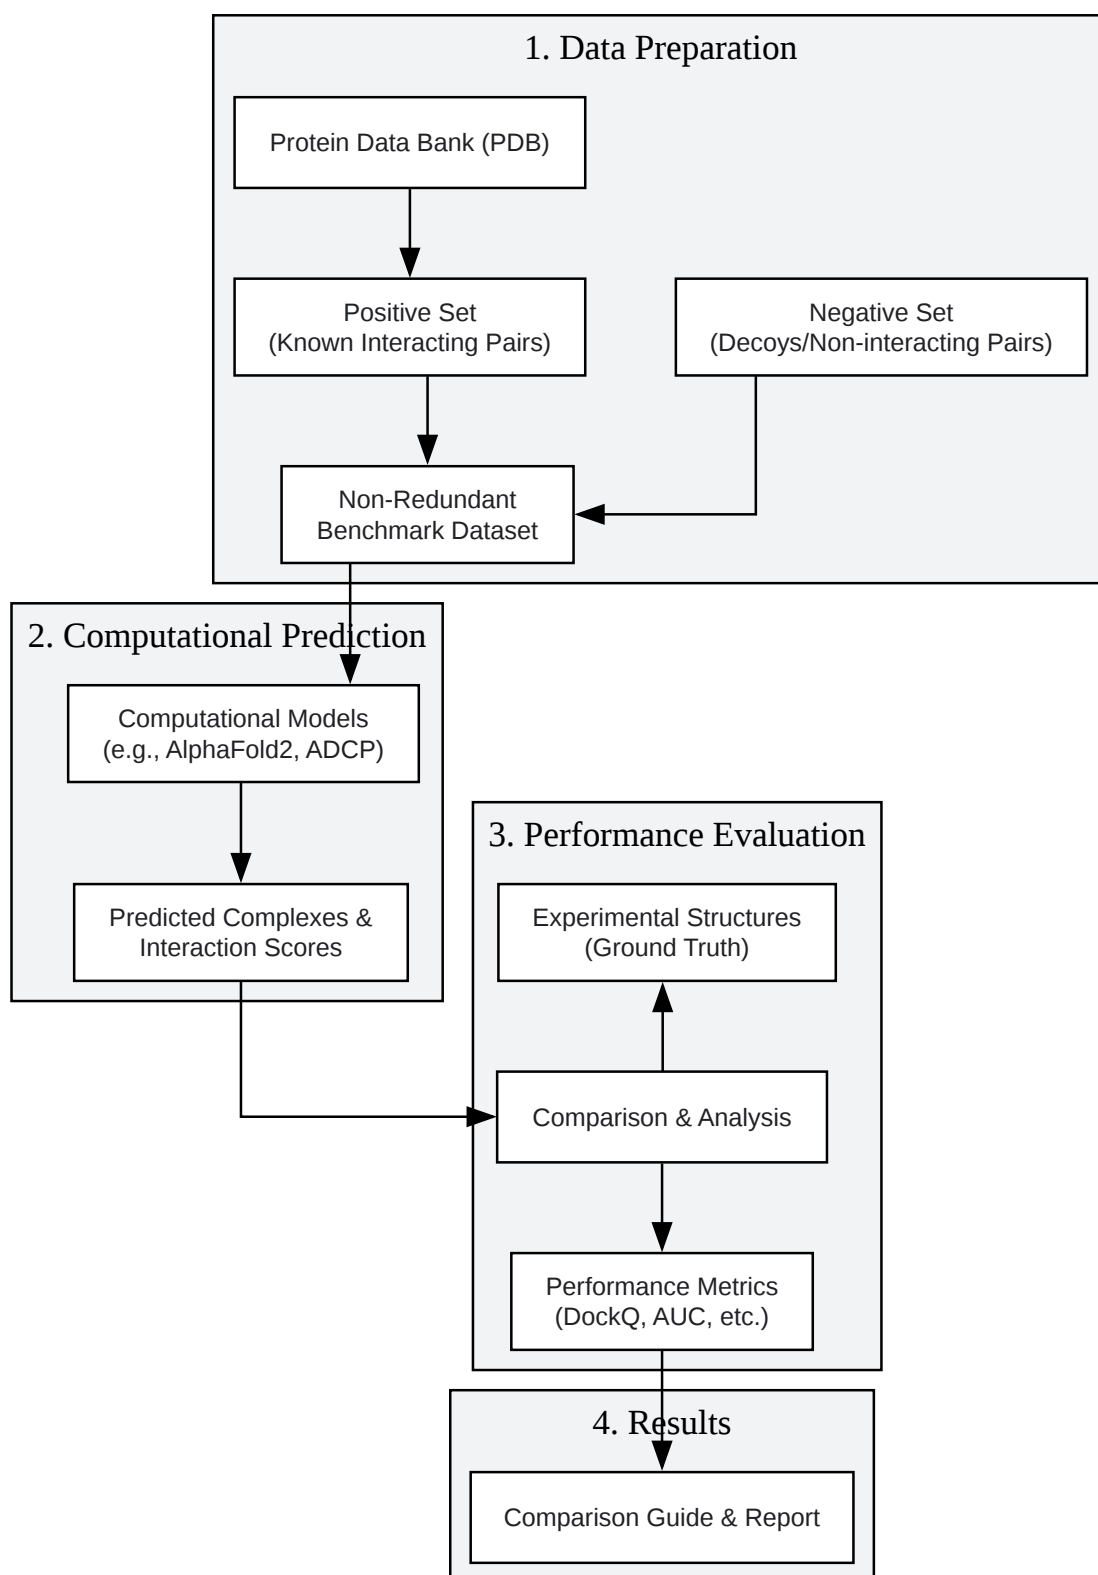 1. Data Preparation
Protein Data Bank (PDB)
Positive Set
(Known Interacting Pairs)
Negative Set
(Decoys/Non-interacting Pairs)
Non-Redundant
Benchmark Dataset
2. Computational Prediction
Computational Models
(e.g., AlphaFold2, ADCP)
Predicted Complexes &
Interaction Scores
3. Performance Evaluation
Experimental Structures
(Ground Truth)
Comparison & Analysis
Performance Metrics
(DockQ, AUC, etc.)
4. Results
Comparison Guide & Report